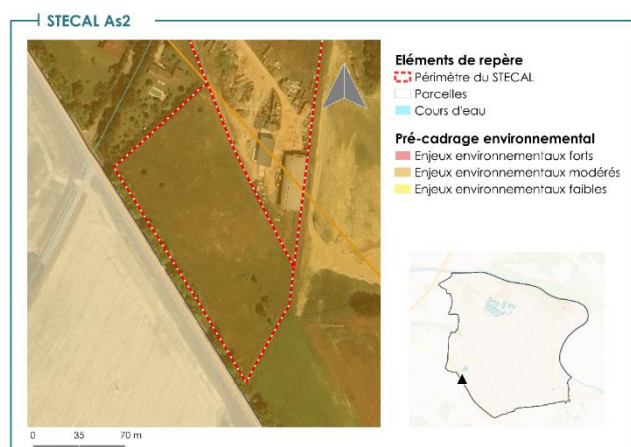 STECAL As2
Eléments de repère
Périmètre du STECAL
Parcelles
Cours d'eau
Pré-cadrage environnemental
Enjeux environnementaux forts
Enjeux environnementaux modérés
Enjeux environnementaux faibles
0 35 70 m